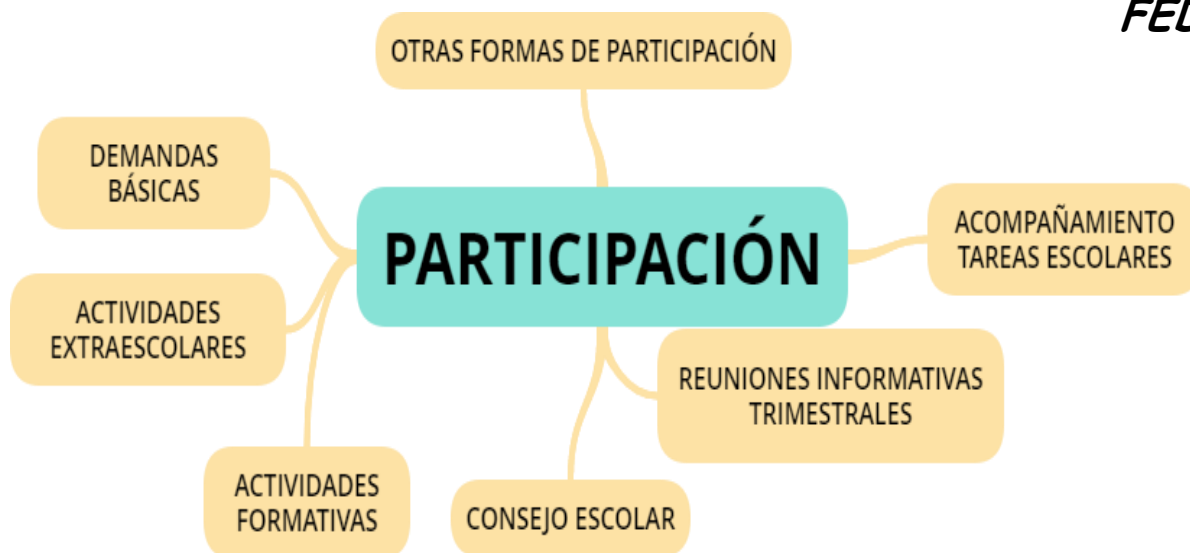 OTRAS FORMAS DE PARTICIPACIÓN
DEMANDAS
BÁSICAS
PARTICIPACIÓN
ACOMPAÑAMIENTO
TAREAS ESCOLARES
ACTIVIDADES
EXTRAESCOLARES
REUNIONES INFORMATIVAS
TRIMESTRALES
ACTIVIDADES
FORMATIVAS
CONSEJO ESCOLAR